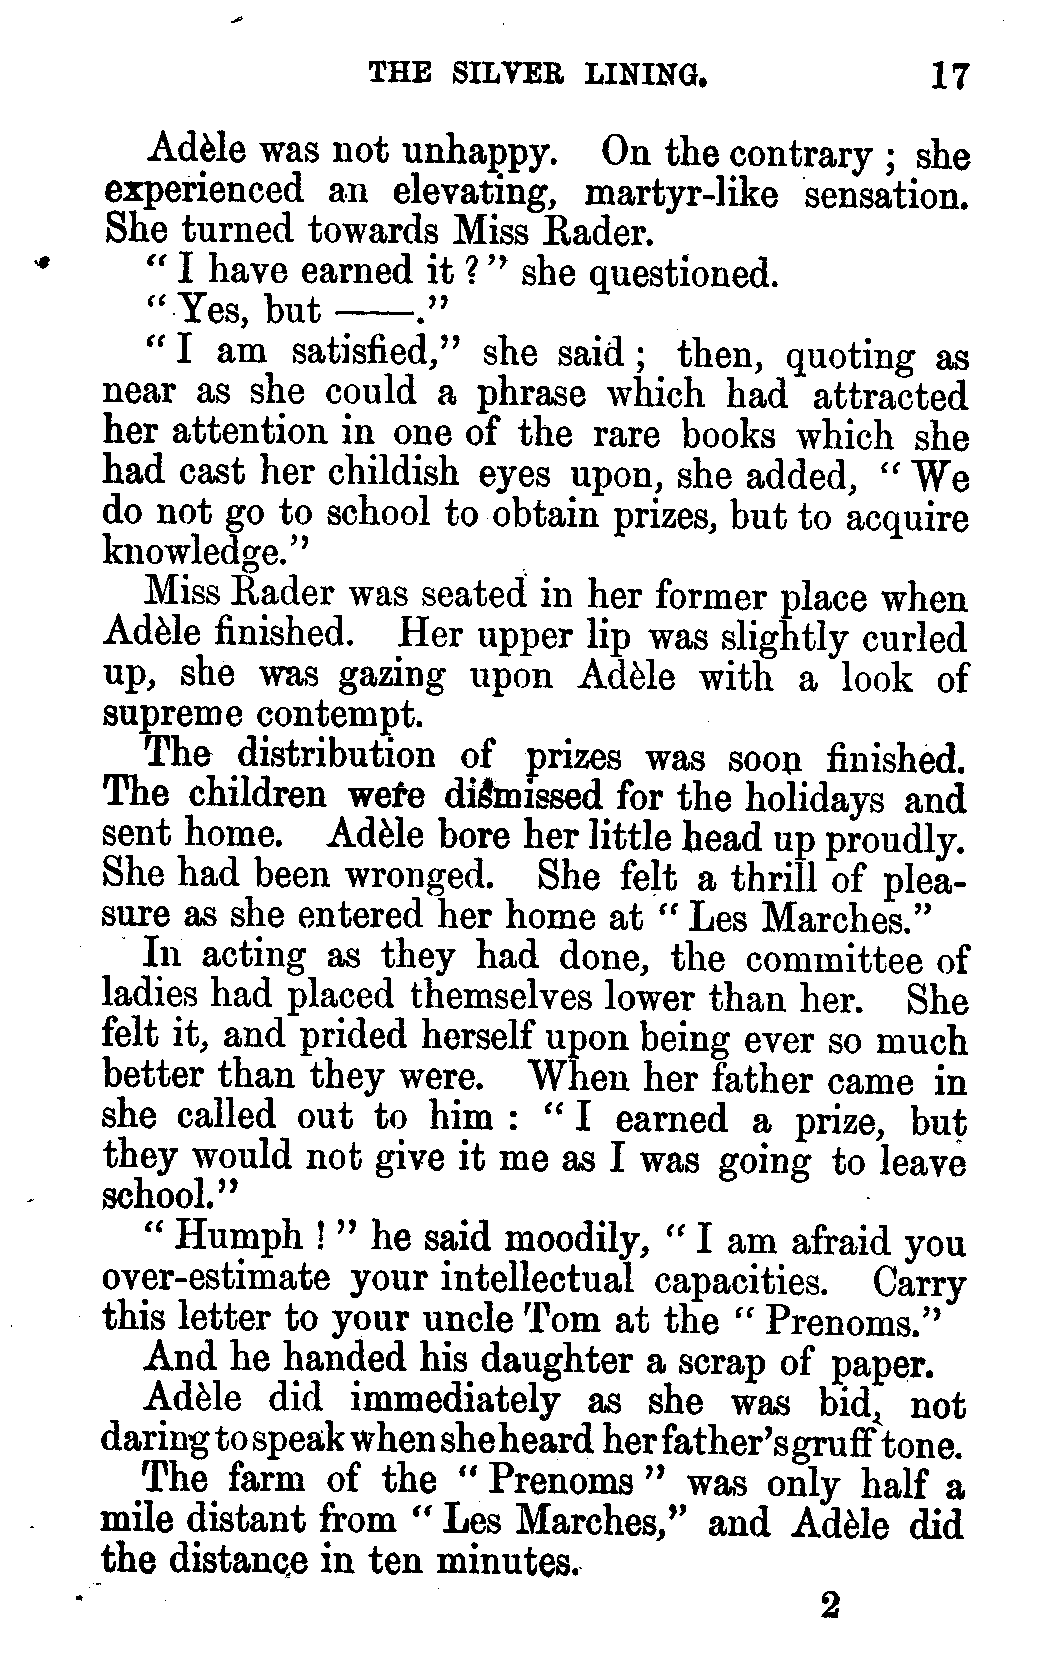 THE SILVER LINING. 17
Adèle was not unhappy. On the contrary ; she
experienced an elevating, martyr-like sensation.
She turned towards Miss Rader.
“ I have earned it ? ” she questioned.
“ Yes, but ——.”
“ I am satisfied,” she said ; then, quoting as
near as she could a phrase which had attracted
her attention in one of the rare books which she
had cast her childish eyes upon, she added, “ We
do not go to school to obtain prizes, but to acquire
knowledge.”
Miss Rader was seated in her former place when
Adèle finished. Her upper lip was slightly curled
up, she was gazing upon Adèle with a look of
supreme contempt.
The distribution of prizes was soon finished.
The children were dismissed for the holidays and
sent home. Adèle bore her little head up proudly.
She had been wronged. She felt a thrill of plea-
sure as she entered her home at “ Les Marches.”
In acting as they had done, the committee of
ladies had placed themselves lower than her. She
felt it, and prided herself upon being ever so much
better than they were. When her father came in
she called out to him : “ I earned a prize, but
they would not give it me as I was going to leave
school.”
“ Humph ! ” he said moodily, “ I am afraid you
over-estimate your intellectual capacities. Carry
this letter to your uncle Tom at the “ Prenoms.”
And he handed his daughter a scrap of paper.
Adèle did immediately as she was bid, not
daring to speak when she heard her father’s gruff tone.
The farm of the “ Prenoms ” was only half a
mile distant from “ Les Marches,” and Adèle did
the distance in ten minutes.
2